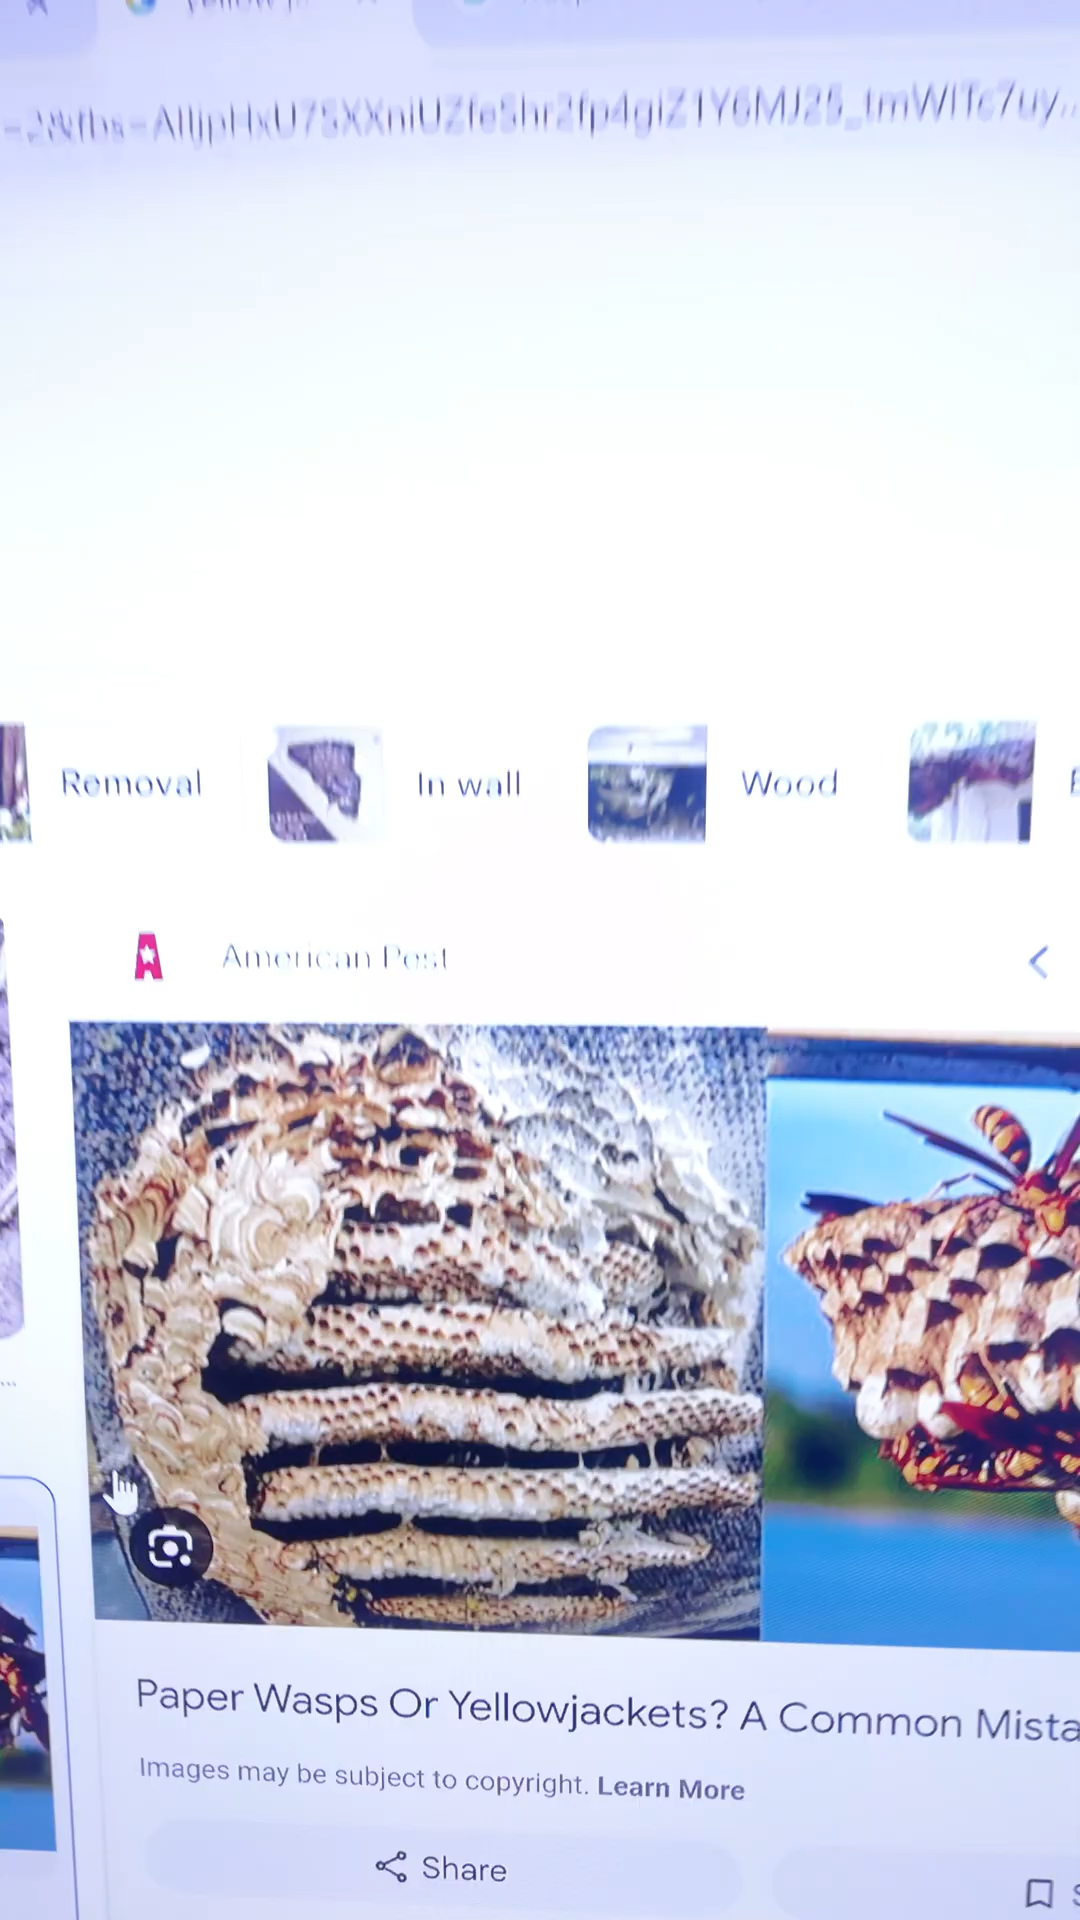 Removal
In wall
Wood
American Pest
Paper Wasps Or Yellowjackets? A Common Mista
Images may be subject to copyright. Learn More
Share